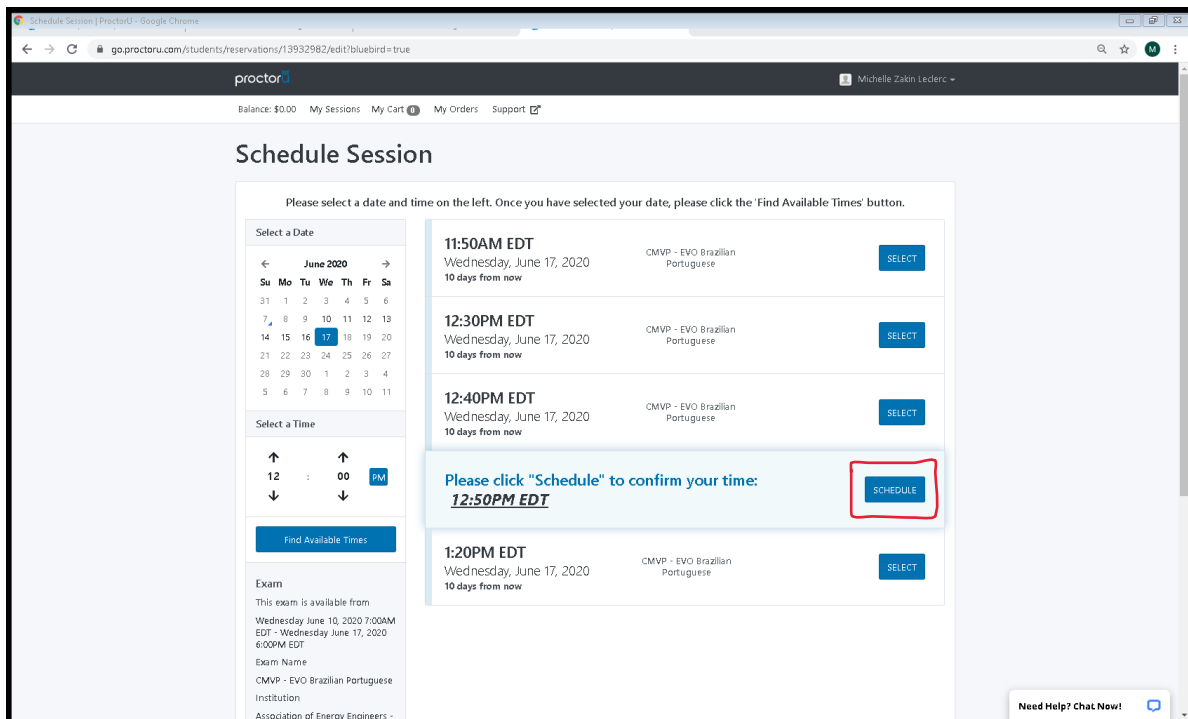 Schedule Session | ProctorU - Google Chrome
go.proctoru.com/students/reservations/13932982/edit?bluebird=true
M
proctorU
Michelle Zakin Leclerc
Balance: $0.00 My Sessions My Cart 0 My Orders Support
Schedule Session
Please select a date and time on the left. Once you have selected your date, please click the 'Find Available Times' button.
Select a Date
June 2020
Su Mo Tu We Th Fr Sa
31 1 2 3 4 5 6
7 8 9 10 11 12 13
14 15 16 17 18 19 20
21 22 23 24 25 26 27
28 29 30 1 2 3 4
5 6 7 8 9 10 11
Select a Time
12 : 00 PM
Find Available Times
Exam
This exam is available from
Wednesday June 10, 2020 7:00AM
EDT - Wednesday June 17, 2020
6:00PM EDT
Exam Name
CMVP - EVO Brazilian Portuguese
Institution
Association of Energy Engineers -
11:50AM EDT
Wednesday, June 17, 2020
10 days from now
CMVP - EVO Brazilian
Portuguese
SELECT
12:30PM EDT
Wednesday, June 17, 2020
10 days from now
CMVP - EVO Brazilian
Portuguese
SELECT
12:40PM EDT
Wednesday, June 17, 2020
10 days from now
CMVP - EVO Brazilian
Portuguese
SELECT
Please click "Schedule" to confirm your time:
12:50PM EDT
SCHEDULE
1:20PM EDT
Wednesday, June 17, 2020
10 days from now
CMVP - EVO Brazilian
Portuguese
SELECT
Need Help? Chat Now!